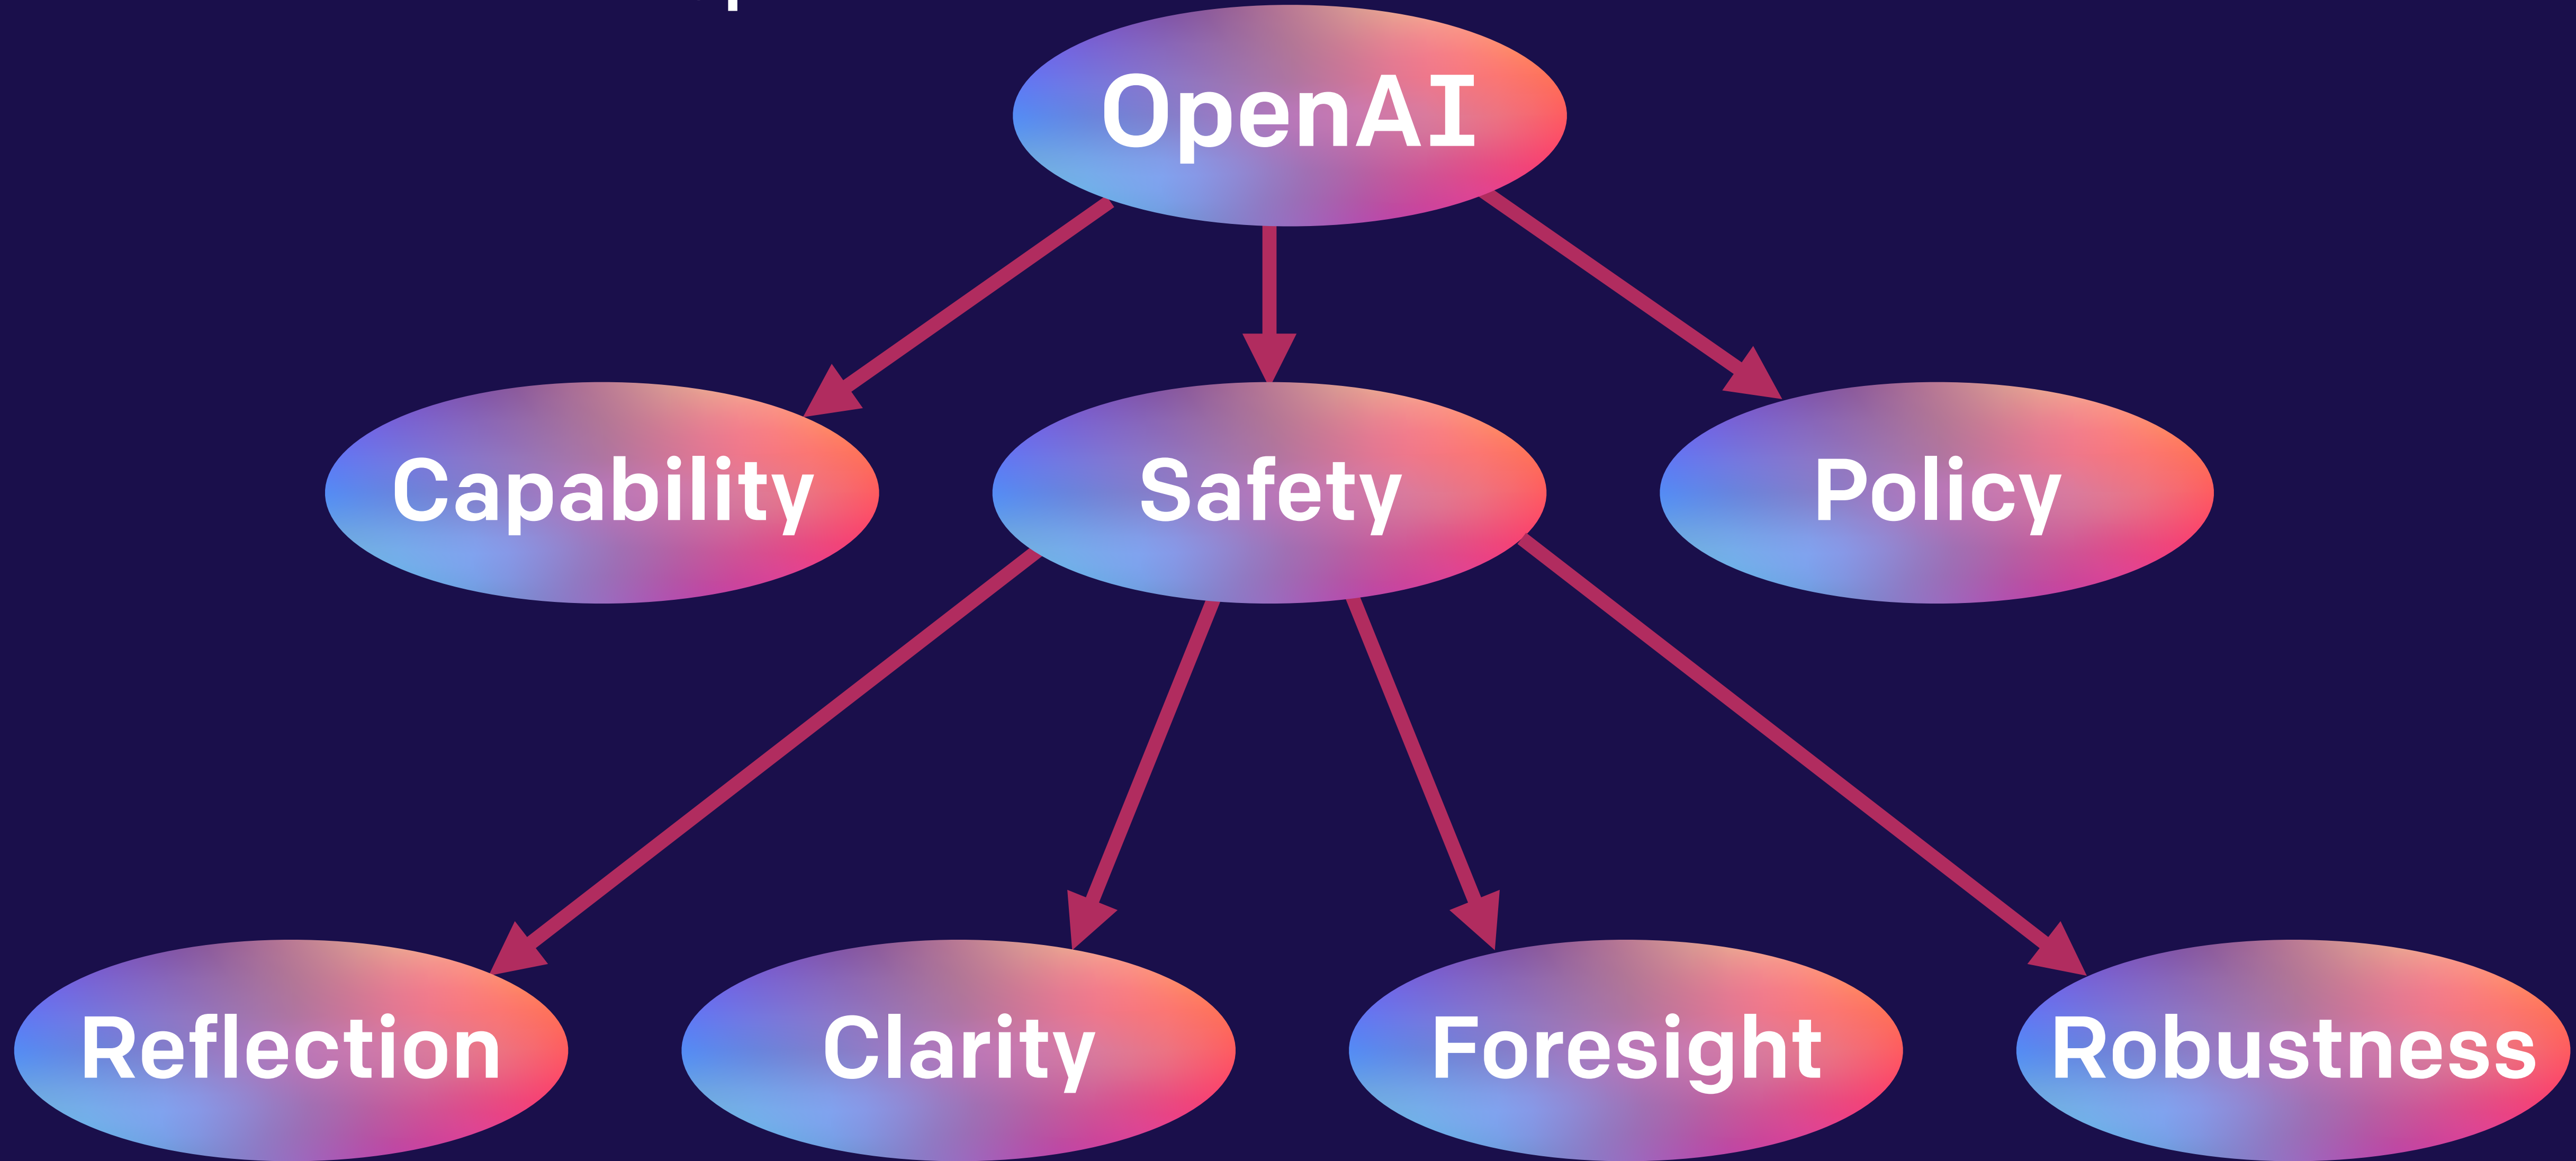 OpenAI
Capability
Safety
Policy
Reflection
Clarity
Foresight
Robustness